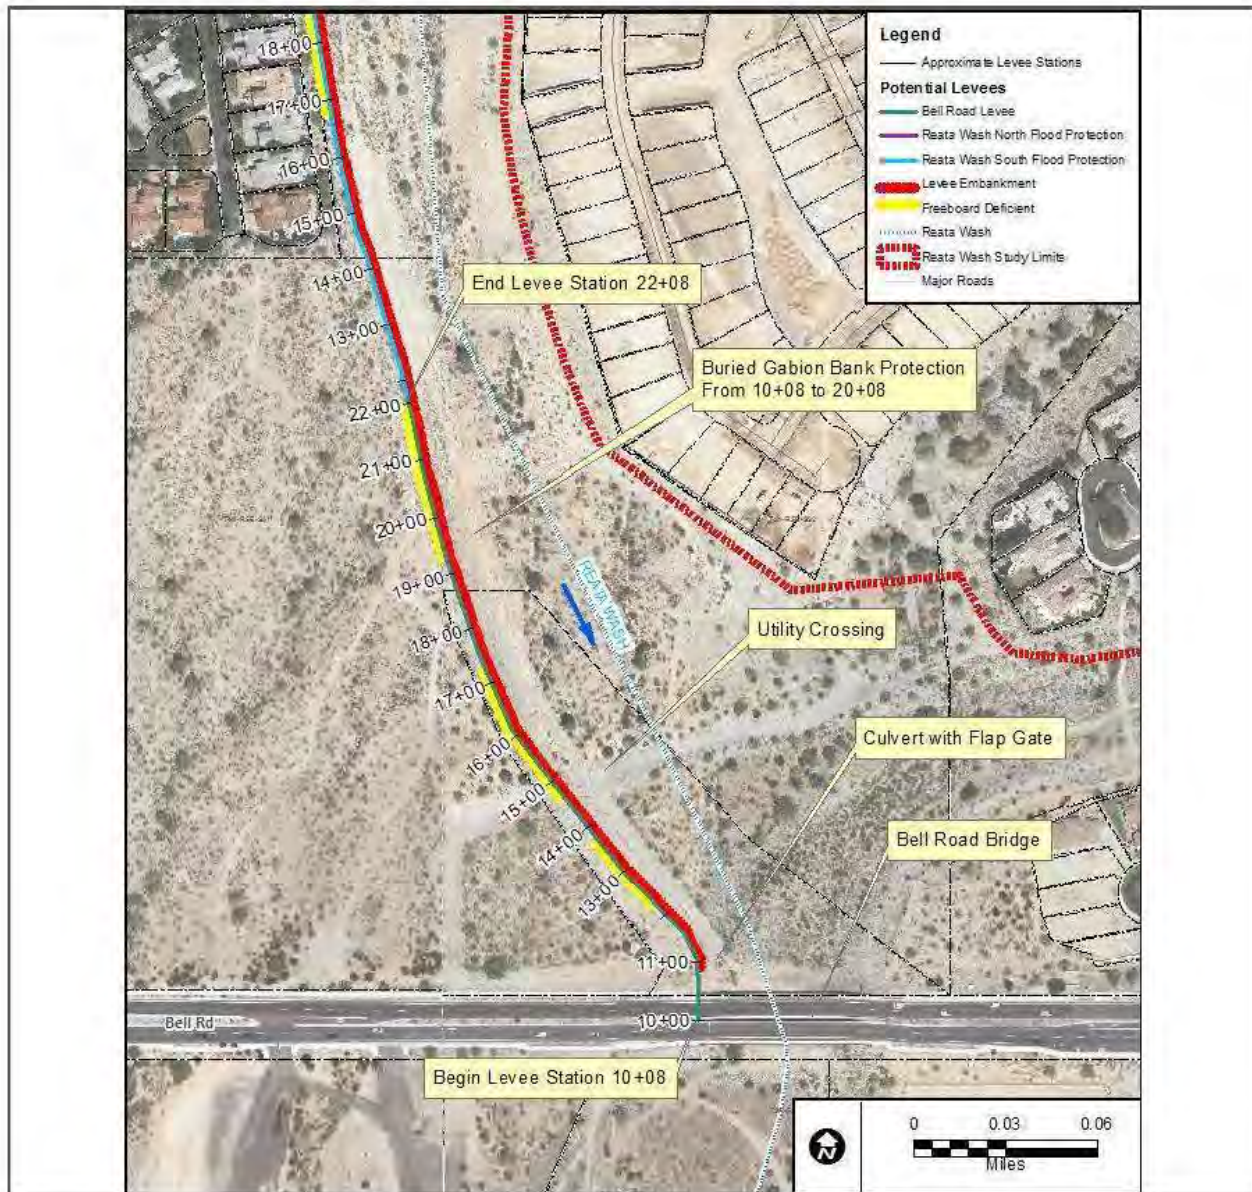 Legend
Approximate Levee Stations
Potential Levees
Bell Road Levee
Reata Wash North Flood Protection
Reata Wash South Flood Protection
Levee Embankment
Freeboard Deficient
Reata Wash
Reata Wash Study Limits
Major Roads
18+00
17+00
16+00
15+00
14+00
13+00
End Levee Station 22+08
Buried Gabion Bank Protection
From 10+08 to 20+08
22+00
21+00
20+00
19+00
18+00
17+00
16+00
15+00
14+00
13+00
11+00
10+00
REATA WASH
Utility Crossing
Culvert with Flap Gate
Bell Road Bridge
Bell Rd
Begin Levee Station 10+08
N
0 0.03 0.06
Miles